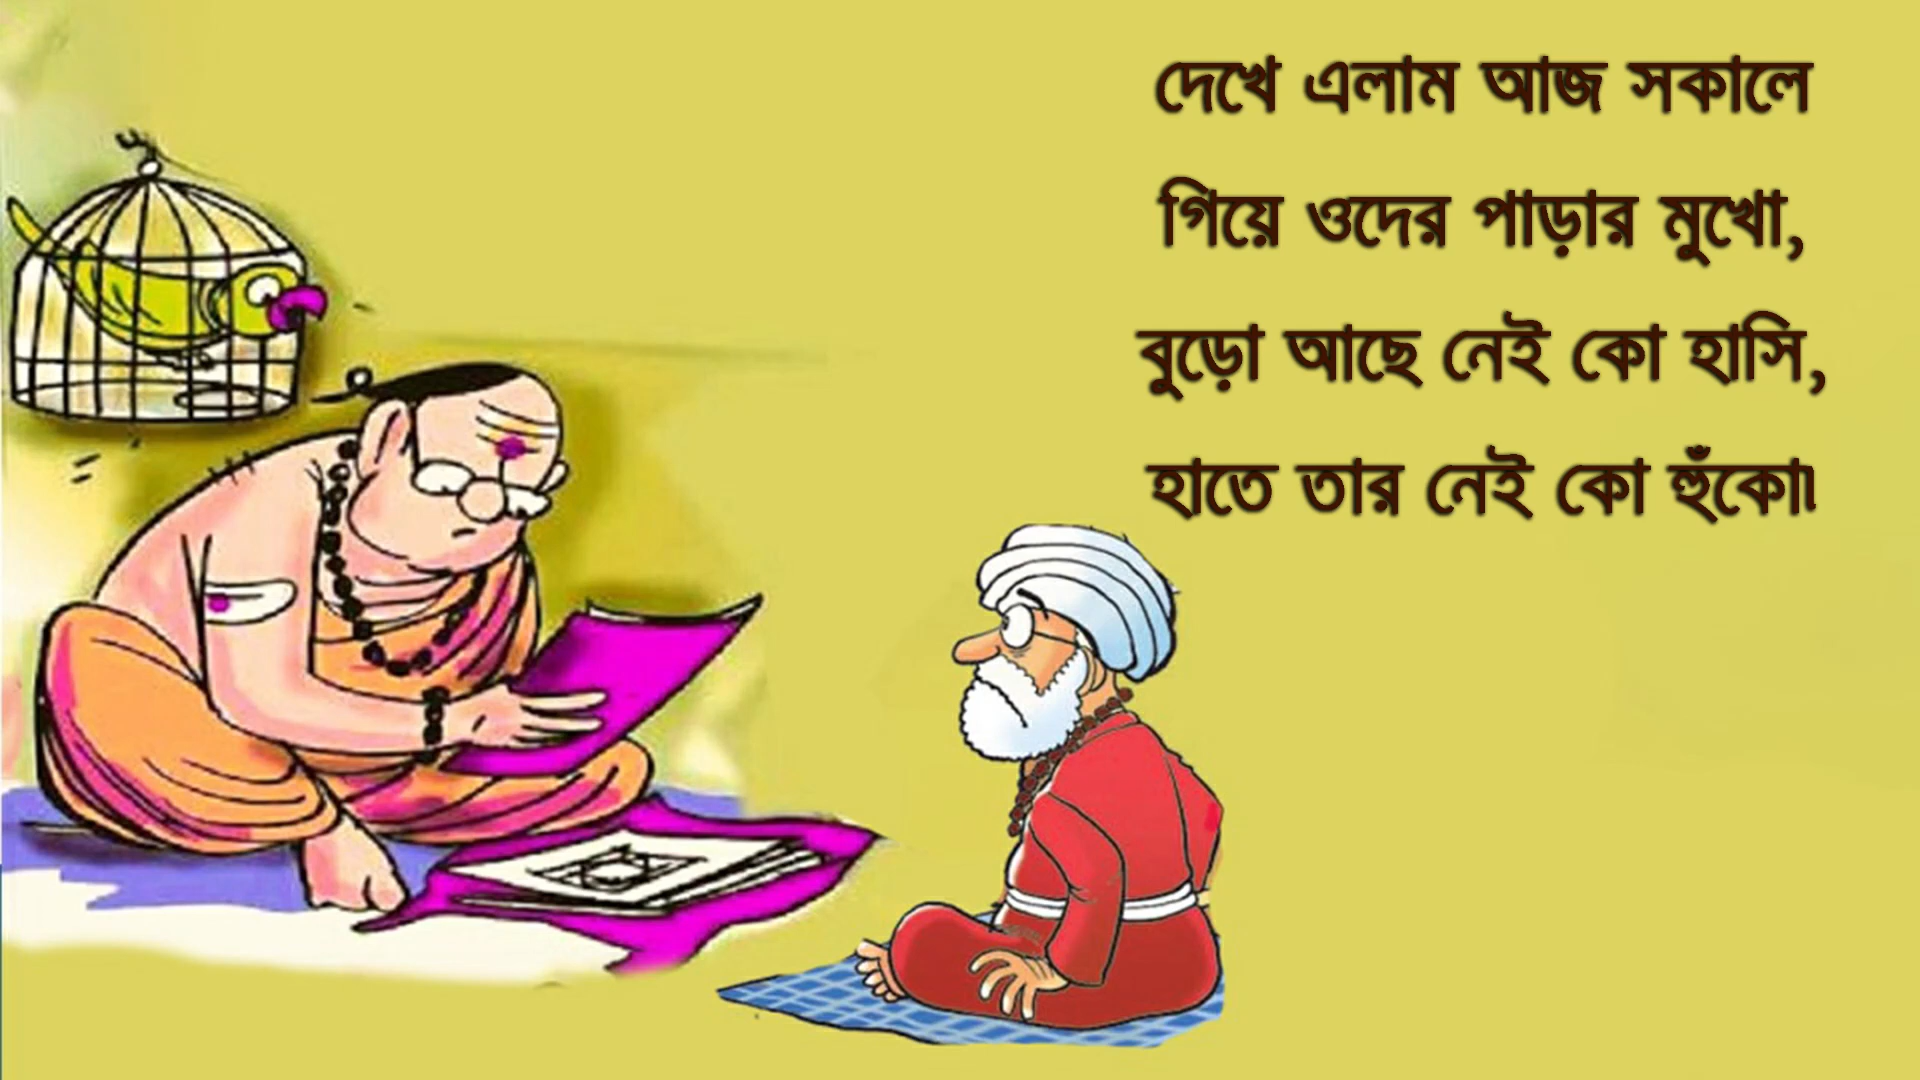 দেখে এলাম আজ সকালে
গিয়ে ওদের পাড়ার মুখো,
বুড়ো আছে নেই কো হাসি,
হাতে তার নেই কো হুঁকো৷